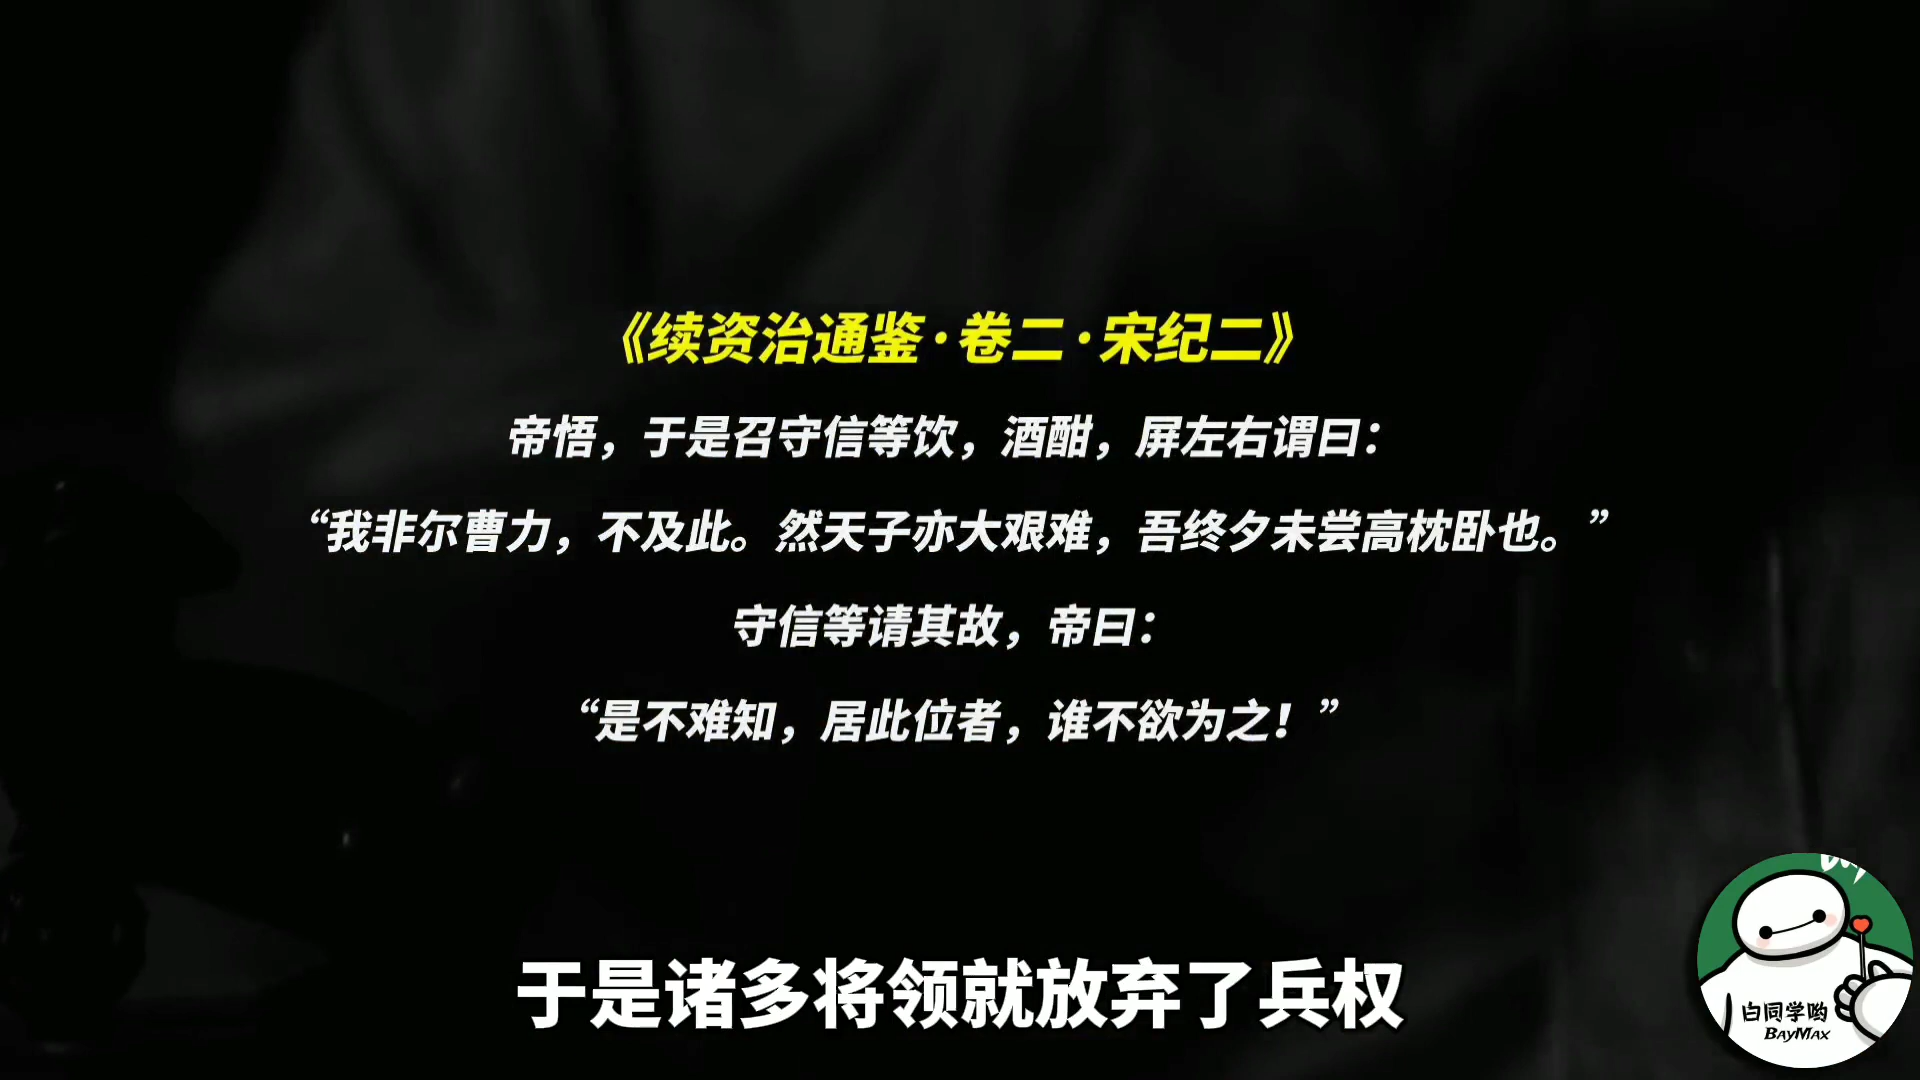 《续资治通鉴·卷二·宋纪二》
帝悟，于是召守信等饮，酒酣，屏左右谓曰：
“我非尔曹力，不及此。然天子亦大艰难，吾终夕未尝高枕卧也。”
守信等请其故，帝曰：
“是不难知，居此位者，谁不欲为之！”
于是诸多将领就放弃了兵权
白同学哟
BAYMAX